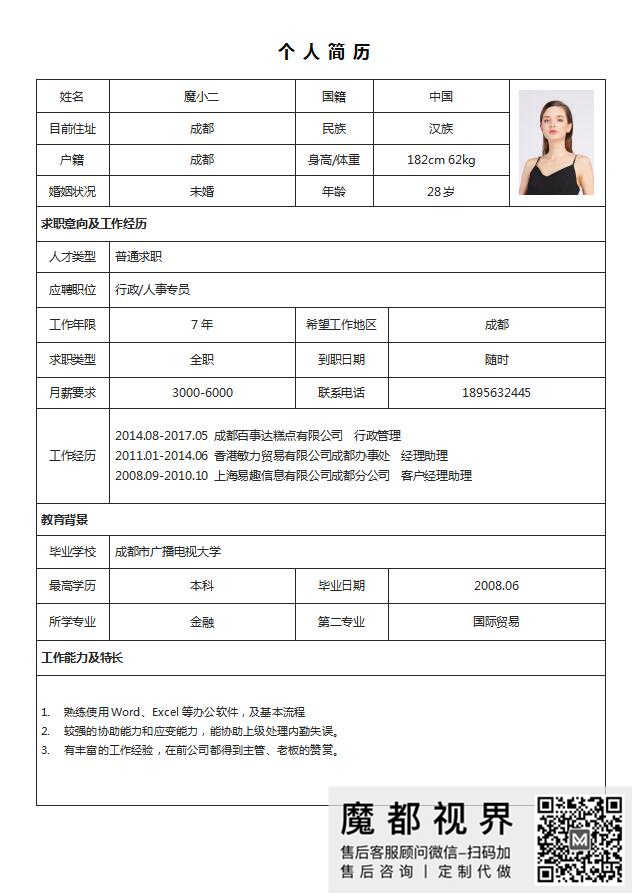 个人简历
姓名 魔小二 国籍 中国
目前住址 成都 民族 汉族
户籍 成都 身高/体重 182cm 62kg
婚姻状况 未婚 年龄 28岁
求职意向及工作经历
人才类型 普通求职
应聘职位 行政/人事专员
工作年限 7年 希望工作地区 成都
求职类型 全职 到职日期 随时
月薪要求 3000-6000 联系电话 1895632445
工作经历
2014.08-2017.05 成都百事达糕点有限公司 行政管理
2011.01-2014.06 香港敏力贸易有限公司成都办事处 经理助理
2008.09-2010.10 上海易趣信息有限公司成都分公司 客户经理助理
教育背景
毕业学校 成都市广播电视大学
最高学历 本科 毕业日期 2008.06
所学专业 金融 第二专业 国际贸易
工作能力及特长
1. 熟练使用Word、Excel等办公软件，及基本流程
2. 较强的协助能力和应变能力，能协助上级处理内勤失误。
3. 有丰富的工作经验，在前公司都得到主管、老板的赞赏。
魔都视界
售后客服顾问微信–扫码加
售后咨询｜定制代做